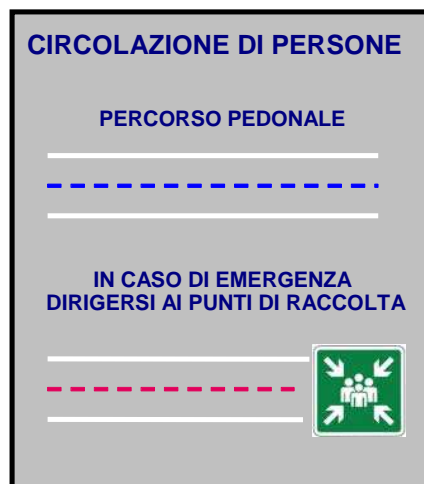 CIRCOLAZIONE DI PERSONE
PERCORSO PEDONALE
IN CASO DI EMERGENZA
DIRIGERSI AI PUNTI DI RACCOLTA